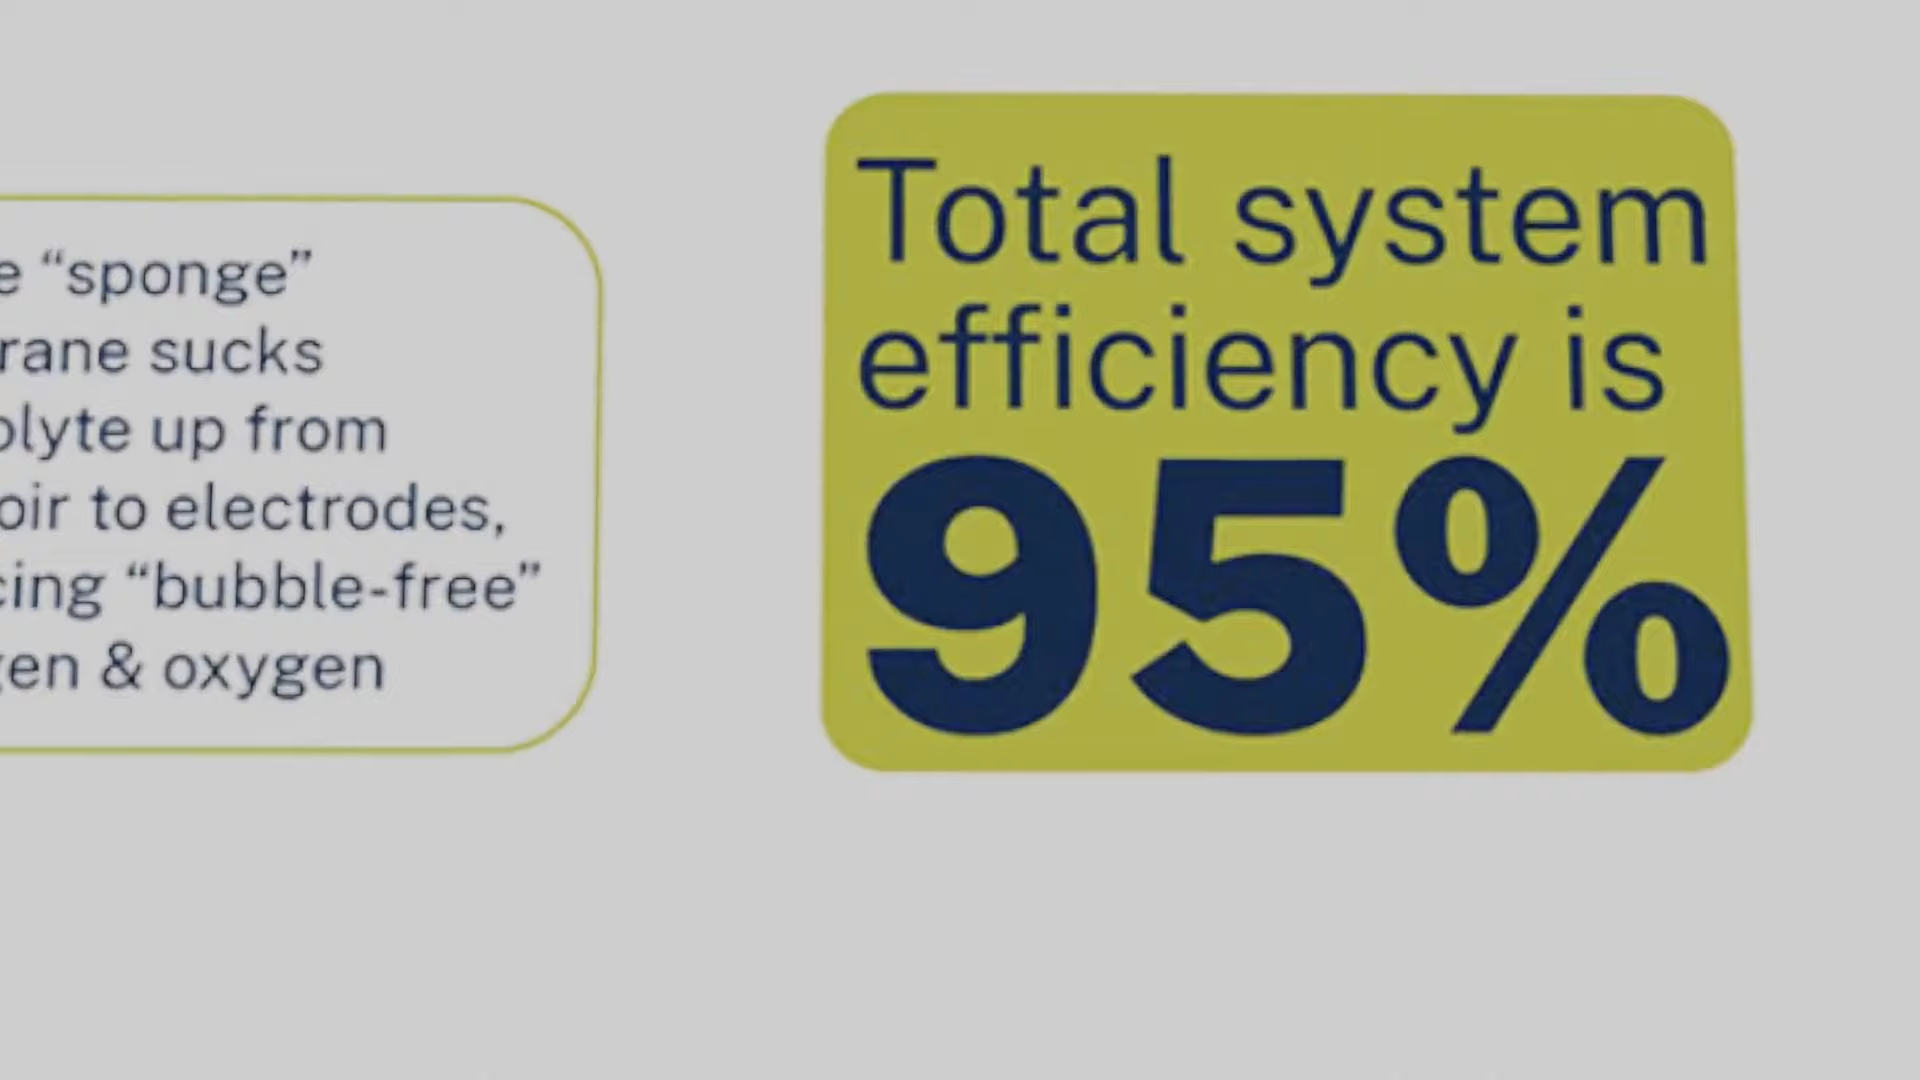 e “sponge”
rane sucks
olyte up from
oir to electrodes,
cing “bubble-free”
gen & oxygen
Total system
efficiency is
95%